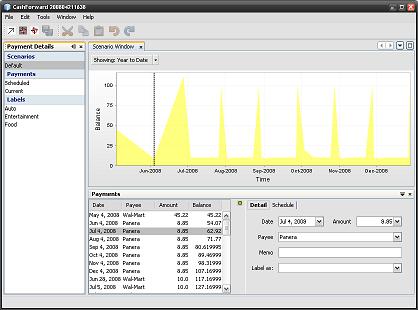 CashForward 200804211638
File Edit Tools Window Help
Payment Details
Scenarios
Default
Payments
Scheduled
Current
Labels
Auto
Entertainment
Food
Scenario Window
Showing: Year to Date
Balance
100
75
50
25
0
Jun-2008 Jul-2008 Aug-2008 Sep-2008 Oct-2008 Nov-2008 Dec-2008
Time
Payments
Date Payee Amount Balance
May 4, 2008 Wal-Mart 45.22 45.22
Jun 4, 2008 Panera 8.85 54.07
Jul 4, 2008 Panera 8.85 62.92
Aug 4, 2008 Panera 8.85 71.77
Sep 4, 2008 Panera 8.85 80.619995
Oct 4, 2008 Panera 8.85 89.46999
Nov 4, 2008 Panera 8.85 98.31999
Dec 4, 2008 Panera 8.85 107.16999
Jun 28, 2008 Wal-Mart 10.0 117.16999
Jul 5, 2008 Wal-Mart 10.0 127.16999
Detail Schedule
Date Jul 4, 2008 Amount 8.85
Payee Panera
Memo
Label as: